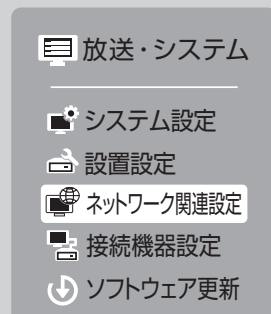 放送・システム
システム設定
設置設定
ネットワーク関連設定
接続機器設定
ソフトウェア更新